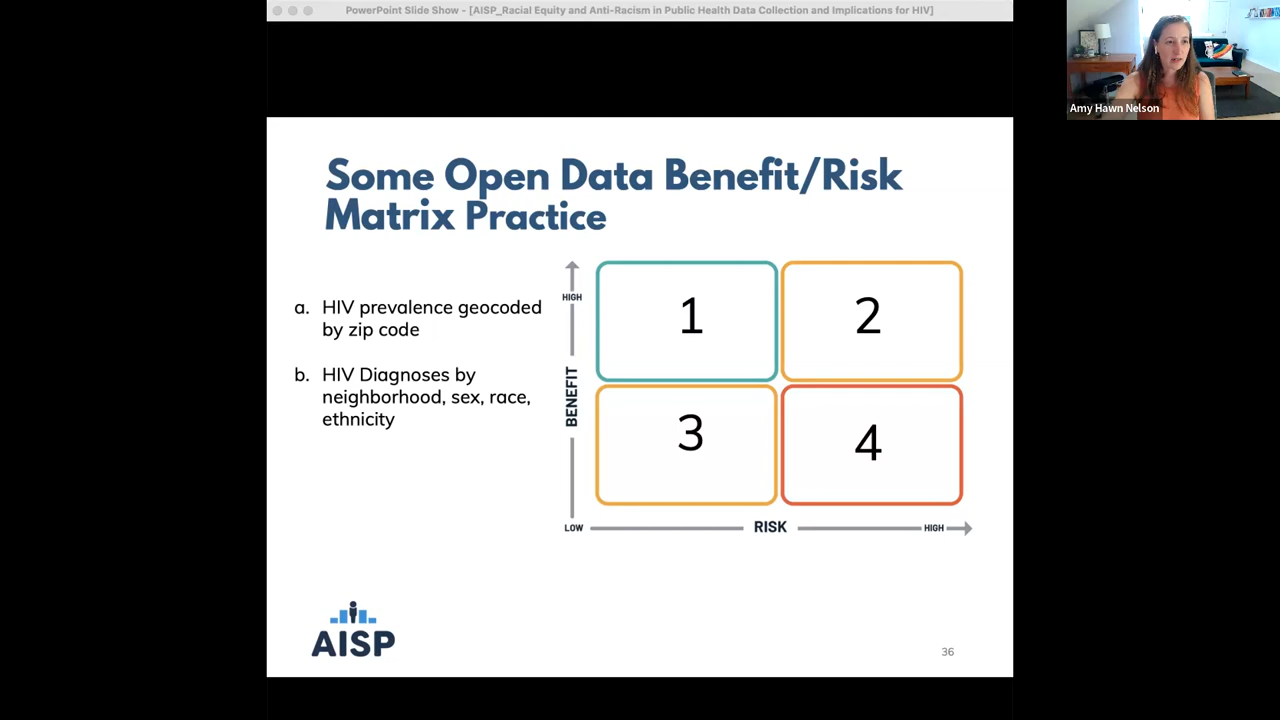 PowerPoint Slide Show - [AISP_Racial Equity and Anti-Racism in Public Health Data Collection and Implications for HIV]
Amy Hawn Nelson
Some Open Data Benefit/Risk
Matrix Practice
a. HIV prevalence geocoded
by zip code
b. HIV Diagnoses by
neighborhood, sex, race,
ethnicity
HIGH
BENEFIT
LOW
1
2
3
4
RISK
HIGH
AISP
36